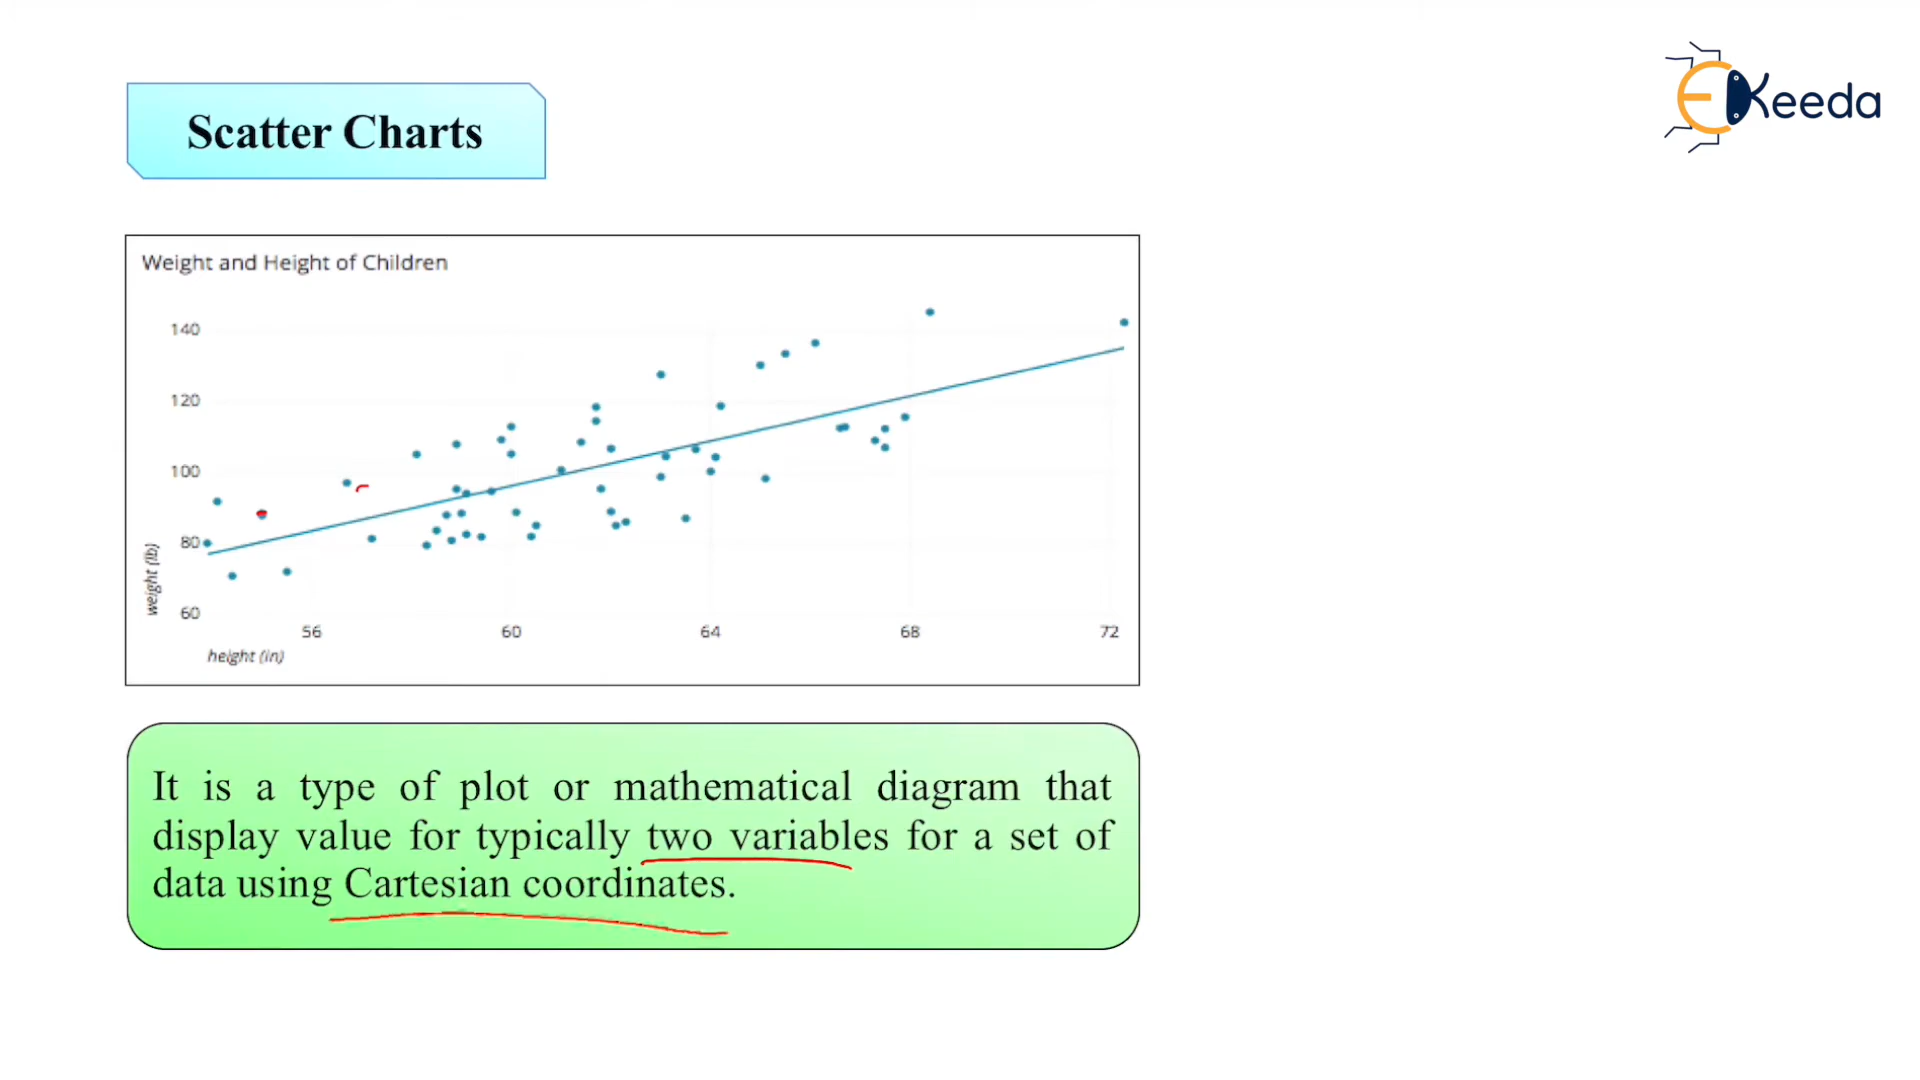 Scatter Charts
EKeeda
Weight and Height of Children
140
120
100
80
60
weight (lb)
56 60 64 68 72
height (in)
It is a type of plot or mathematical diagram that
display value for typically two variables for a set of
data using Cartesian coordinates.